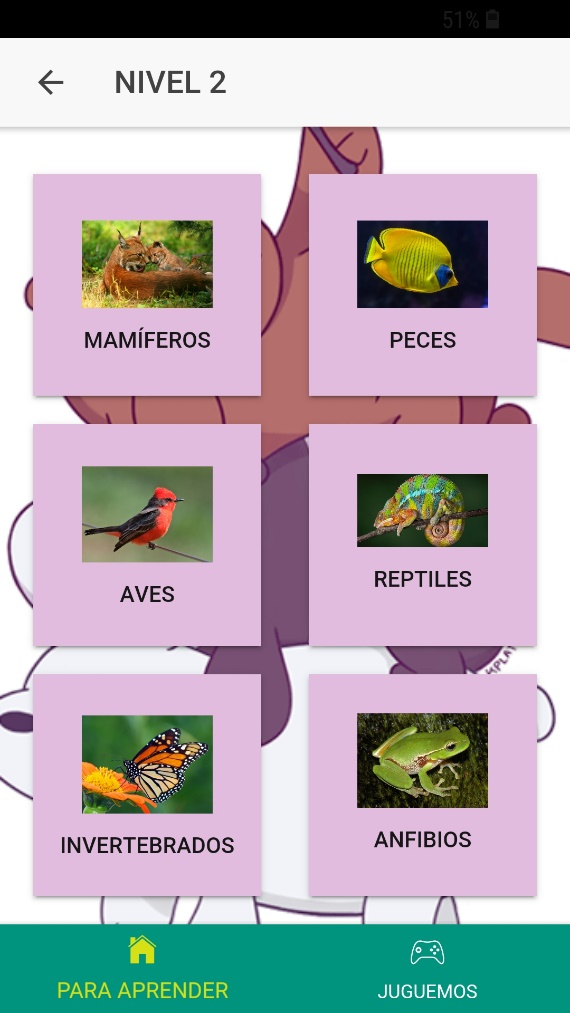 51%
NIVEL 2
MAMÍFEROS
PECES
AVES
REPTILES
INVERTEBRADOS
ANFIBIOS
PARA APRENDER
JUGUEMOS